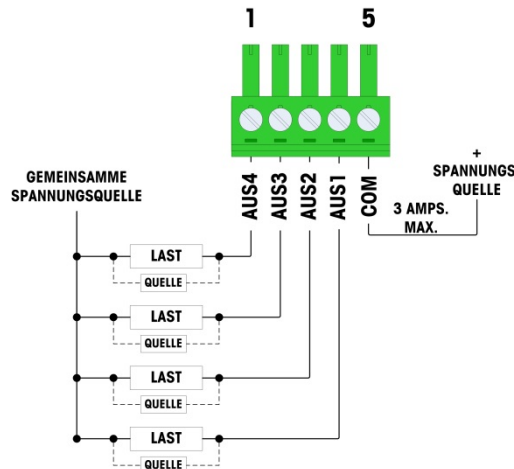 1 5
GEMEINSAMME
SPANNUNGSQUELLE
AUS4
AUS3
AUS2
AUS1
COM
+
SPANNUNGS
QUELLE
3 AMPS.
MAX.
LAST
QUELLE
LAST
QUELLE
LAST
QUELLE
LAST
QUELLE